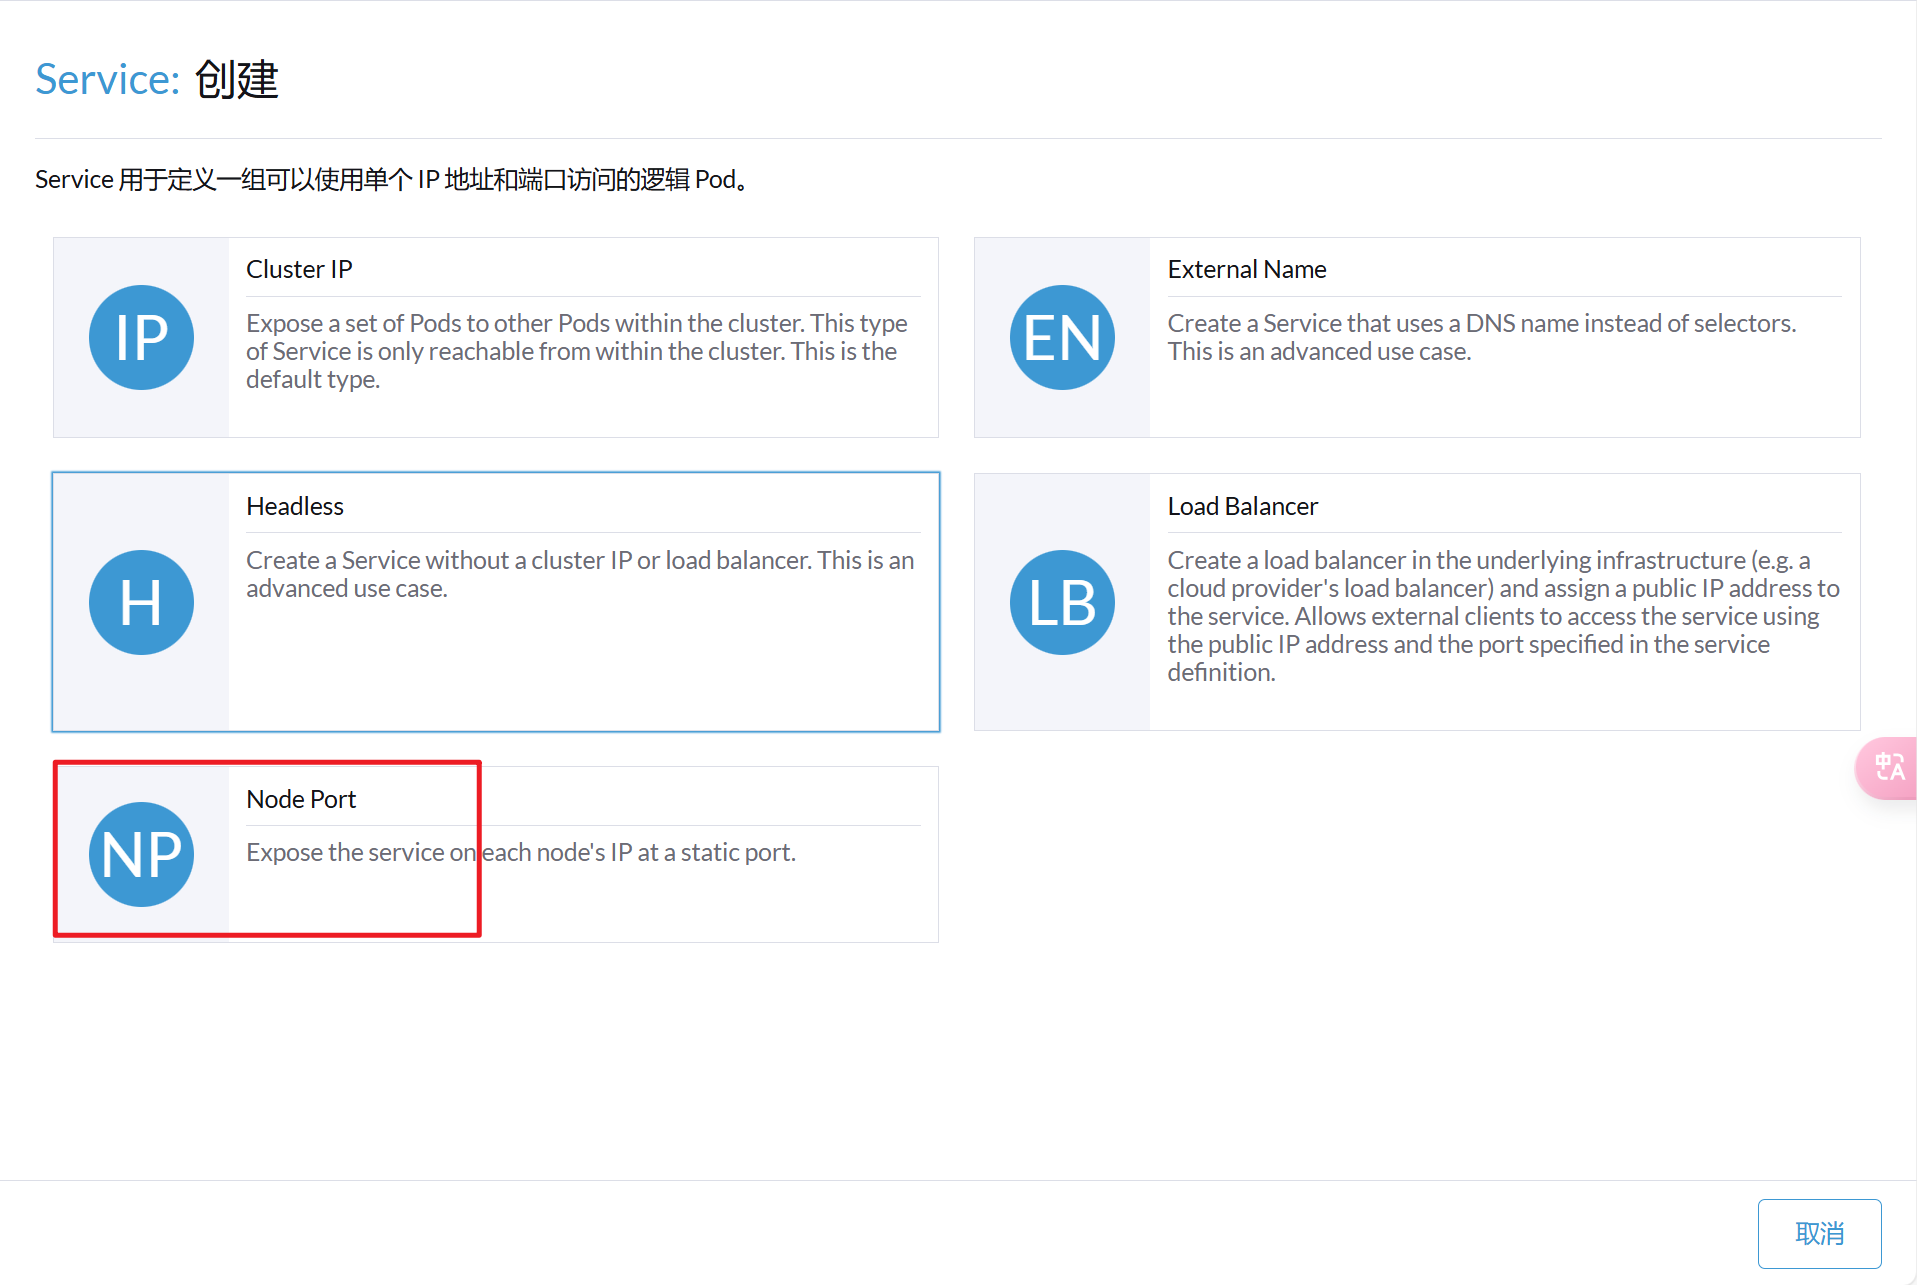 Service: 创建
Service 用于定义一组可以使用单个 IP 地址和端口访问的逻辑 Pod。
IP
Cluster IP
Expose a set of Pods to other Pods within the cluster. This type
of Service is only reachable from within the cluster. This is the
default type.
EN
External Name
Create a Service that uses a DNS name instead of selectors.
This is an advanced use case.
H
Headless
Create a Service without a cluster IP or load balancer. This is an
advanced use case.
LB
Load Balancer
Create a load balancer in the underlying infrastructure (e.g. a
cloud provider's load balancer) and assign a public IP address to
the service. Allows external clients to access the service using
the public IP address and the port specified in the service
definition.
NP
Node Port
Expose the service on each node's IP at a static port.
中A
取消